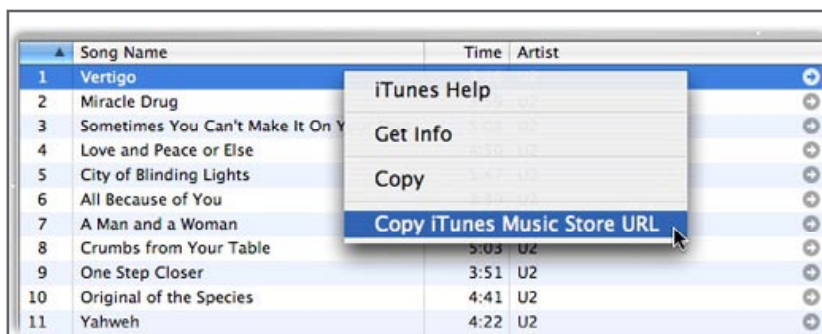 Song Name Time Artist
1 Vertigo
2 Miracle Drug
3 Sometimes You Can't Make It On
4 Love and Peace or Else
5 City of Blinding Lights
6 All Because of You
7 A Man and a Woman
8 Crumbs from Your Table 5:03 U2
9 One Step Closer 3:51 U2
10 Original of the Species 4:41 U2
11 Yahweh 4:22 U2
iTunes Help
Get Info
Copy
Copy iTunes Music Store URL